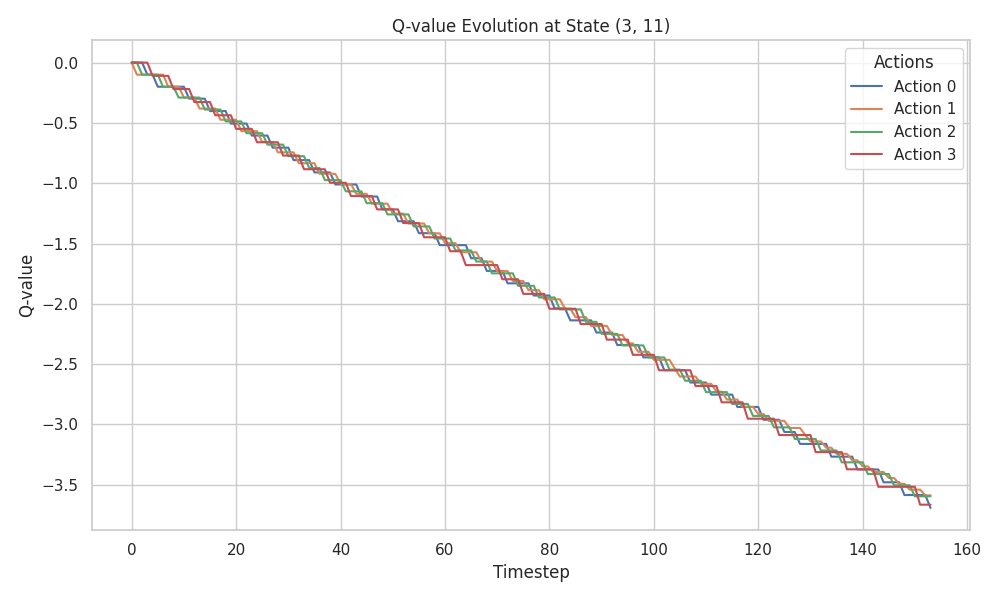 Q-value Evolution at State (3, 11)
Actions
Action 0
Action 1
Action 2
Action 3
Q-value
0.0
−0.5
−1.0
−1.5
−2.0
−2.5
−3.0
−3.5
0 20 40 60 80 100 120 140 160
Timestep